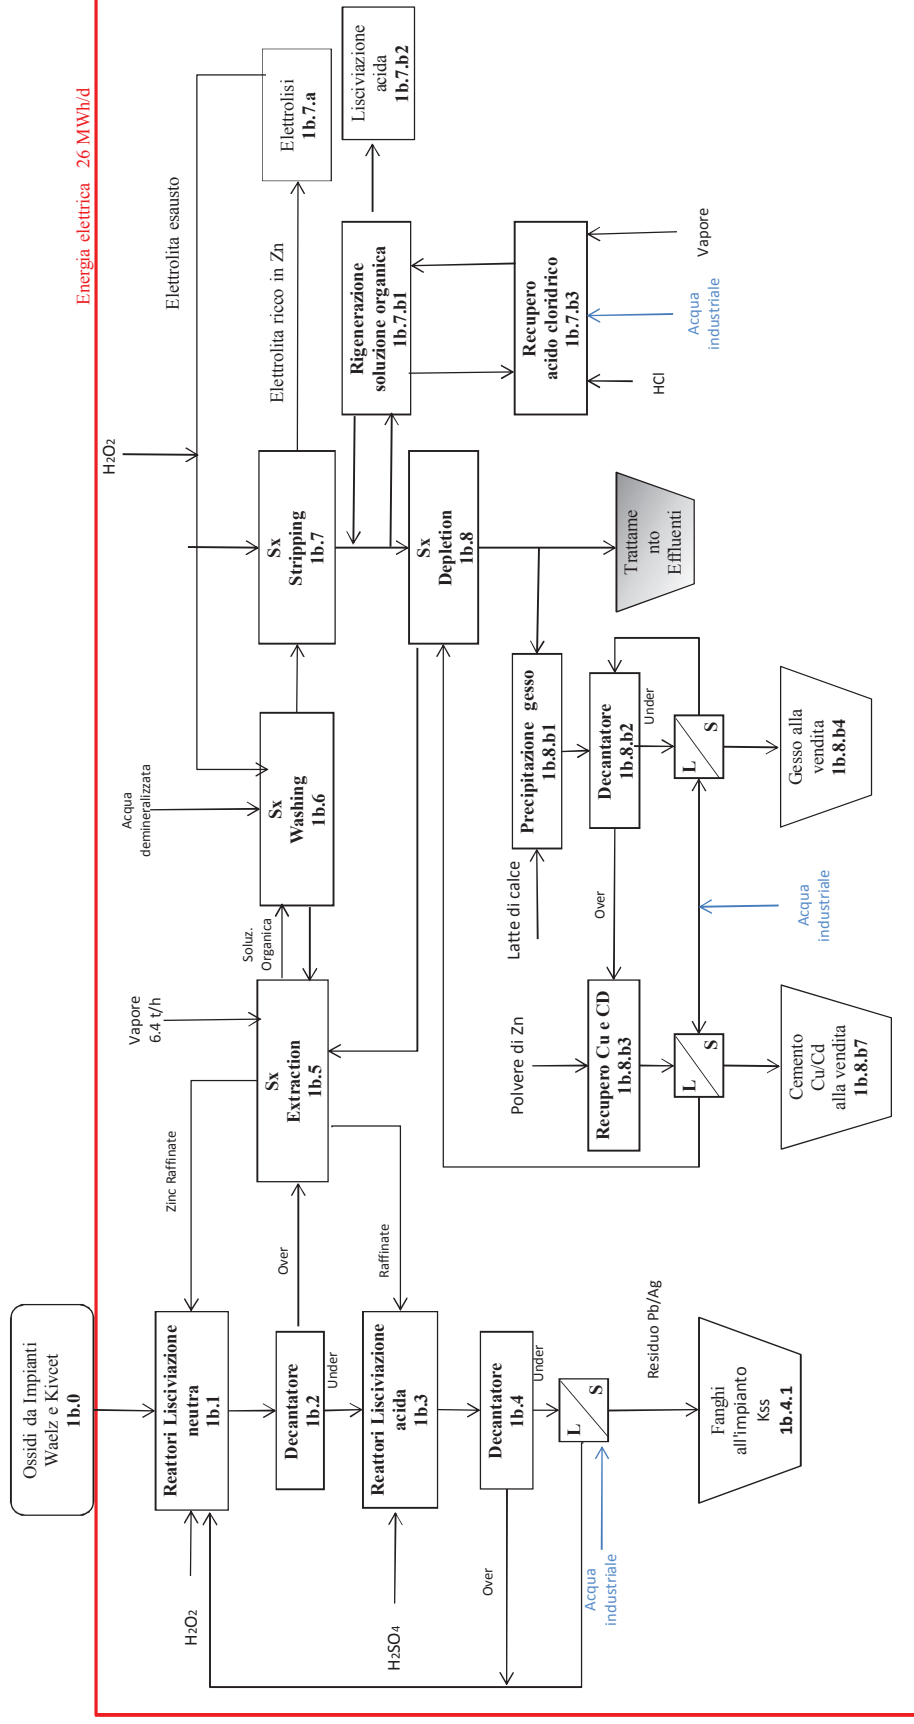 Energia elettrica 26 MWh/d
Ossidi da Impianti
Waelz e Kivcet
1b.0
H2O2
Reattori Lisciviazione
neutra
1b.1
Zinc Raffinate
Vapore
6.4 t/h
Acqua
demineralizzata
H2O2
Elettrolita esausto
Decantatore
1b.2
Under
Over
Sx
Extraction
1b.5
Soluz.
Organica
Sx
Washing
1b.6
Sx
Stripping
1b.7
Elettrolita ricco in Zn
Elettrolisi
1b.7.a
H2SO4
Reattori Lisciviazione
acida
1b.3
Raffinate
Rigenerazione
soluzione organica
1b.7.b1
Lisciviazione
acida
1b.7.b2
Decantatore
1b.4
Under
Over
Sx
Depletion
1b.8
Recupero
acido cloridrico
1b.7.b3
HCl
Acqua
industriale
Vapore
L
S
Acqua
industriale
Residuo Pb/Ag
Fanghi
all'impianto
Kss
1b.4.1
Latte di calce
Precipitazione gesso
1b.8.b1
Polvere di Zn
Recupero Cu e CD
1b.8.b3
Over
Decantatore
1b.8.b2
Under
Trattame
nto
Effluenti
L
S
L
S
Acqua
industriale
Cemento
Cu/Cd
alla vendita
1b.8.b7
Gesso alla
vendita
1b.8.b4